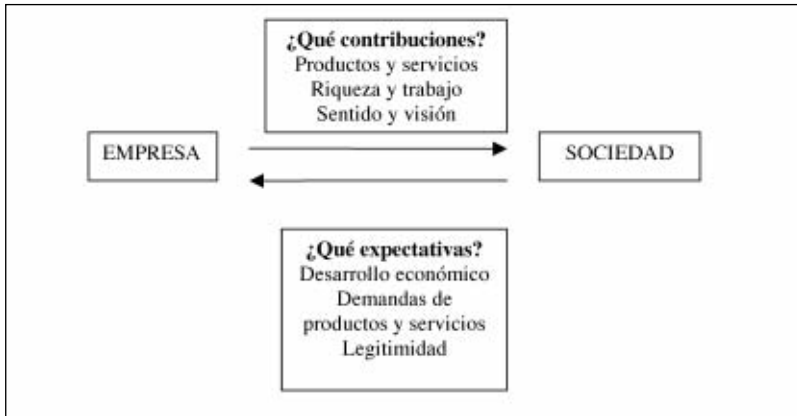 ¿Qué contribuciones?
Productos y servicios
Riqueza y trabajo
Sentido y visión
EMPRESA
SOCIEDAD
¿Qué expectativas?
Desarrollo económico
Demandas de
productos y servicios
Legitimidad